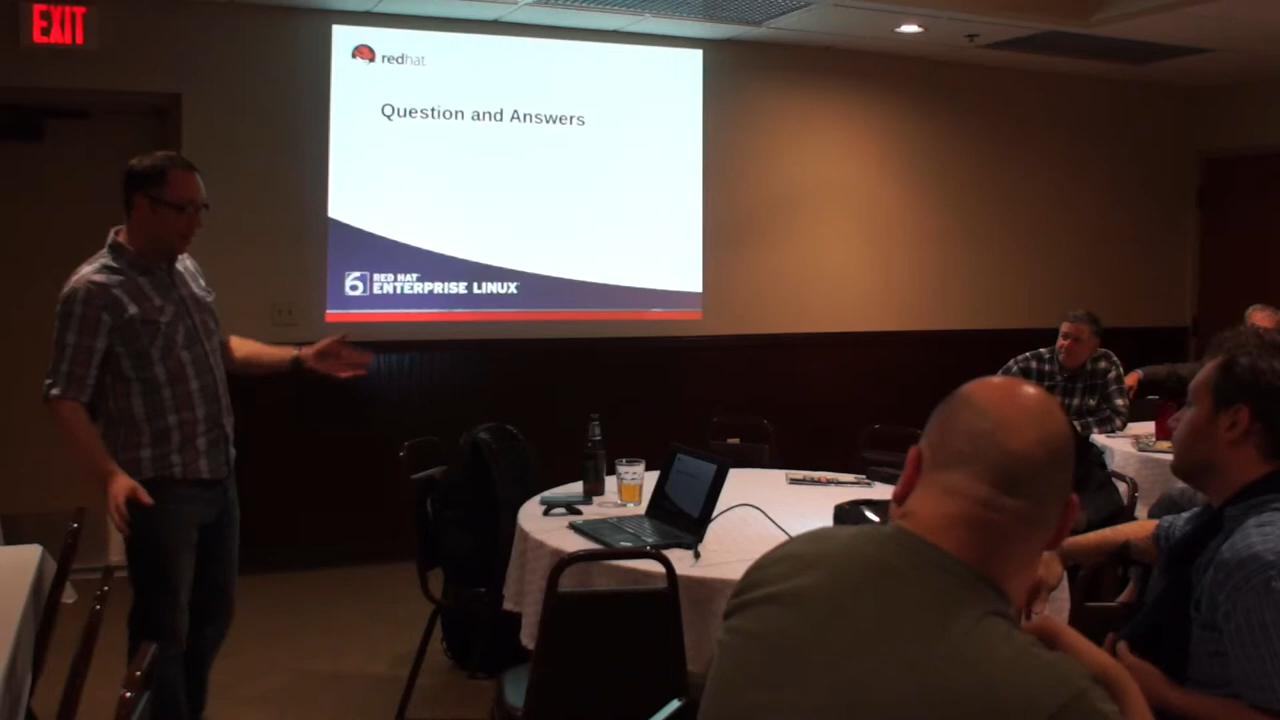 EXIT
redhat
Question and Answers
6
RED HAT
ENTERPRISE LINUX